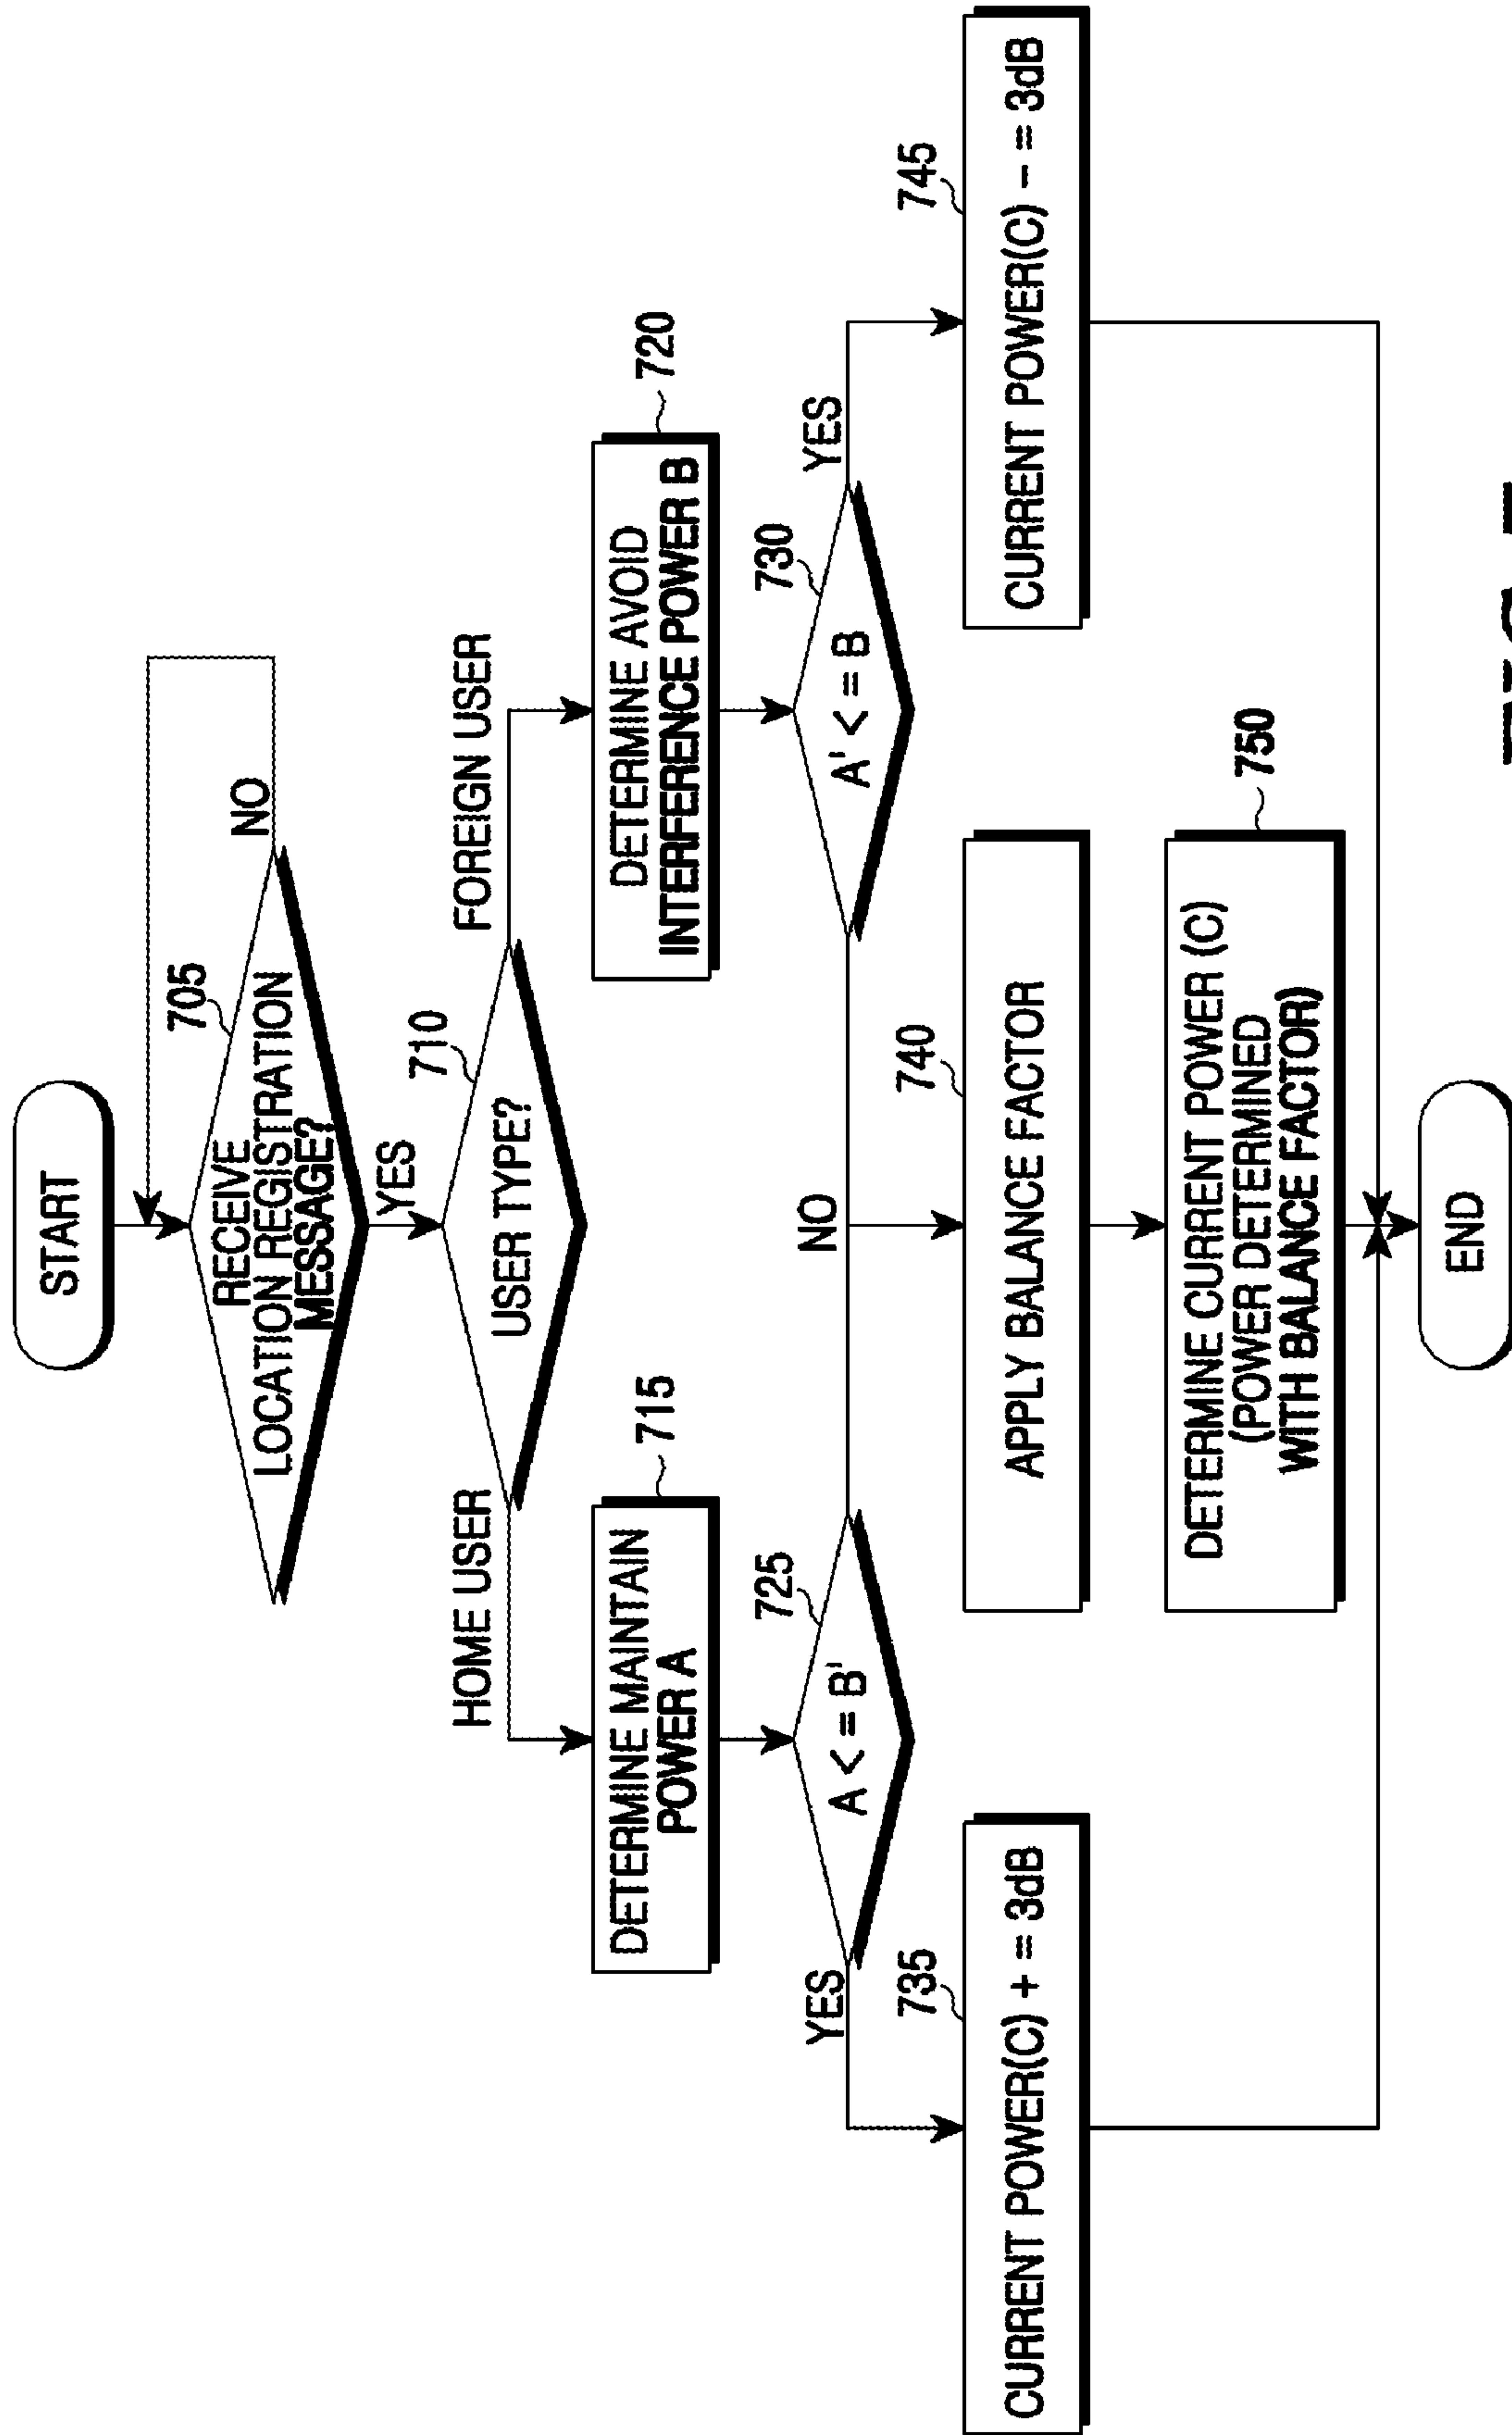 START
705
RECEIVE
LOCATION REGISTRATION
MESSAGE?
NO
YES
710
USER TYPE?
HOME USER
FOREIGN USER
715
DETERMINE MAINTAIN
POWER A
720
DETERMINE AVOID
INTERFERENCE POWER B
725
A < = B'
730
A' < = B
YES
NO
YES
735
CURRENT POWER(C) + = 3dB
740
APPLY BALANCE FACTOR
745
CURRENT POWER(C) - = 3dB
750
DETERMINE CURRENT POWER (C)
(POWER DETERMINED
WITH BALANCE FACTOR)
END